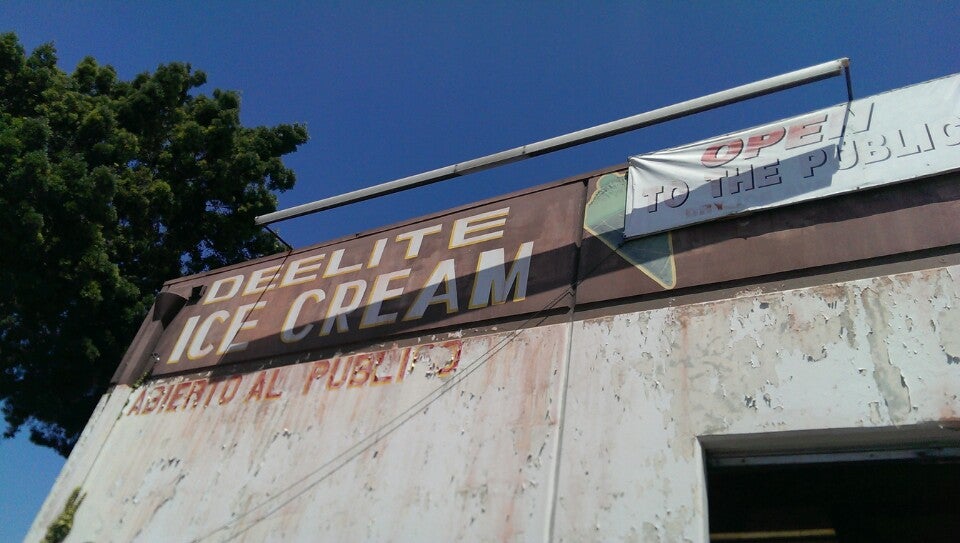 DEELITE
ICE CREAM
ABIERTO AL PUBLICO
OPEN
TO THE PUBLIC